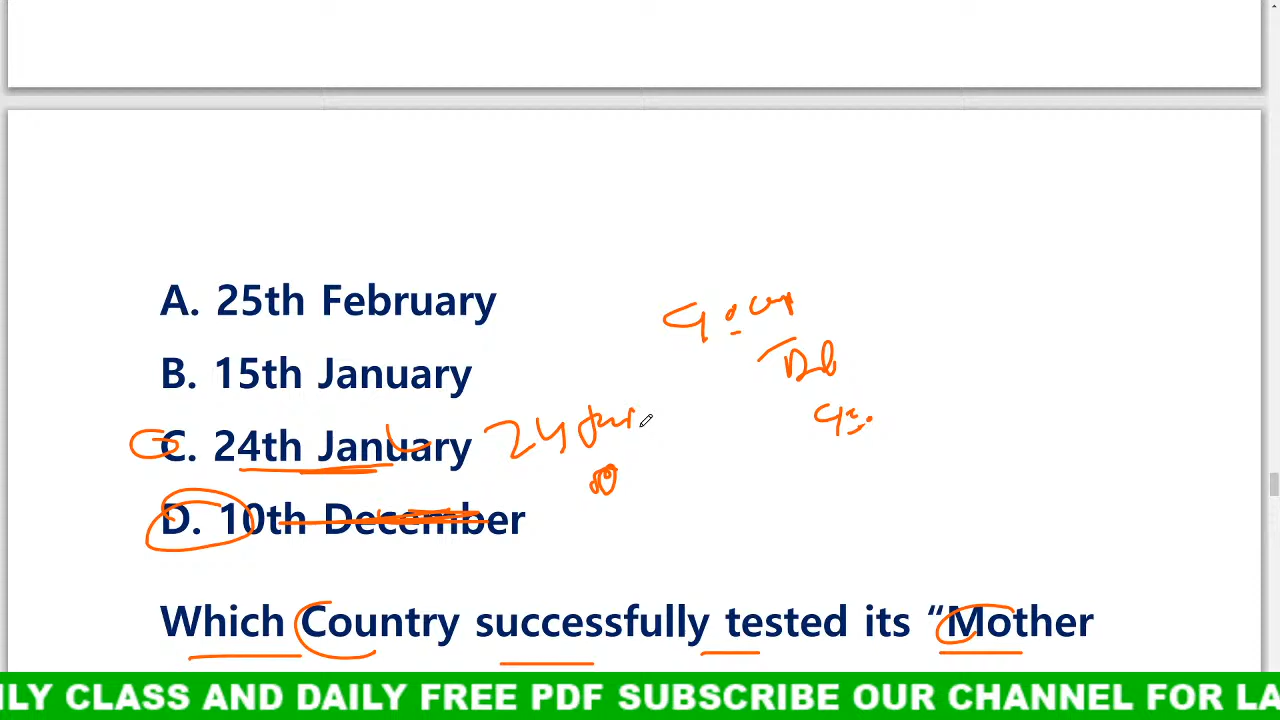 A. 25th February
B. 15th January
C. 24th January 24
D. 10th December
Which Country successfully tested its “Mother
ILY CLASS AND DAILY FREE PDF SUBSCRIBE OUR CHANNEL FOR LA